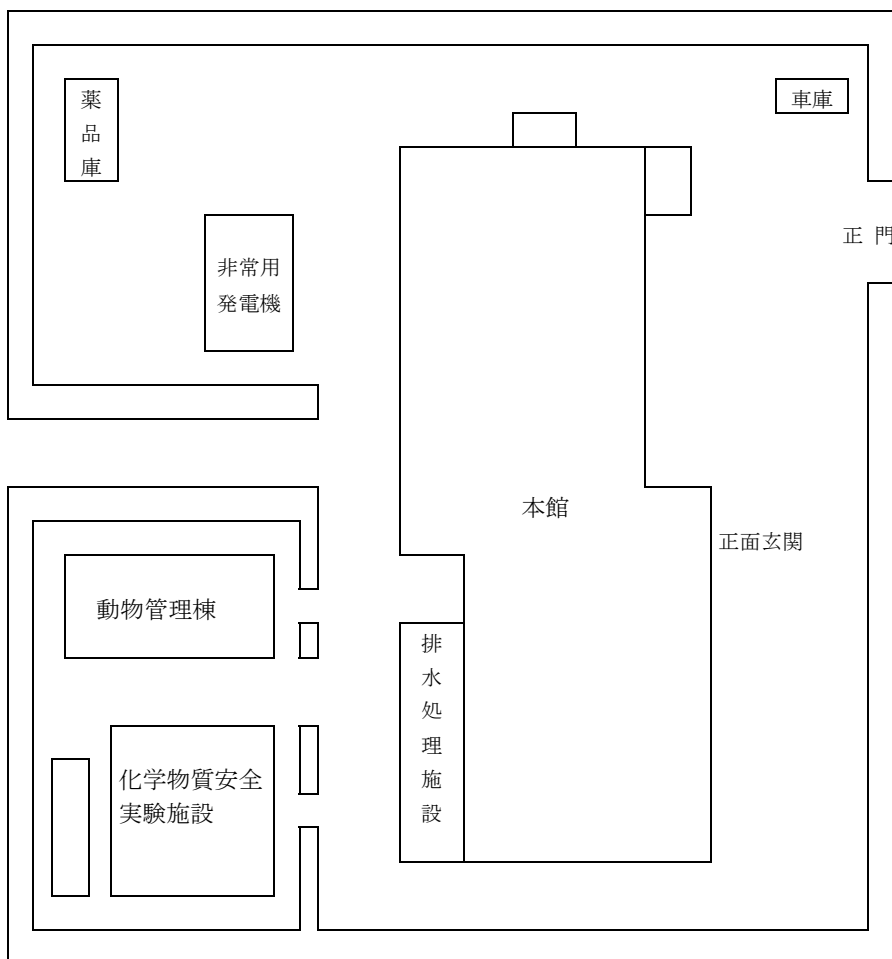 薬品庫
車庫
正 門
非常用
発電機
本館
正面玄関
動物管理棟
排水処理施設
化学物質安全
実験施設